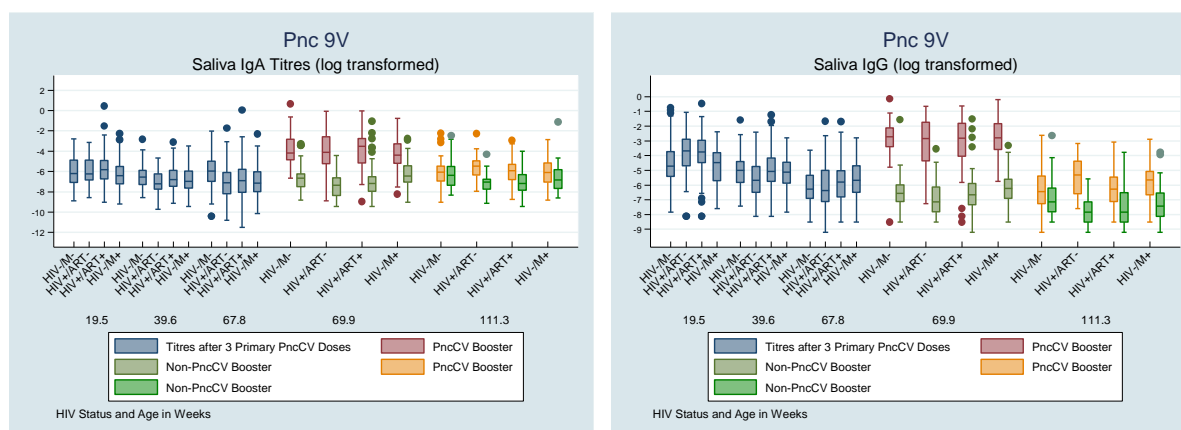 Pnc 9V
Saliva IgA Titres (log transformed)
2
0
-2
-4
-6
-8
-10
-12
HIV-/M-
HIV+/ART-
HIV+/ART+
HIV-/M+
HIV-/M-
HIV+/ART-
HIV+/ART+
HIV-/M+
HIV-/M-
HIV+/ART-
HIV+/ART+
HIV-/M+
HIV-/M-
HIV+/ART-
HIV+/ART+
HIV-/M+
HIV-/M-
HIV+/ART-
HIV+/ART+
HIV-/M+
19.5 39.6 67.8 69.9 111.3
Titres after 3 Primary PncCV Doses PncCV Booster
Non-PncCV Booster PncCV Booster
Non-PncCV Booster
HIV Status and Age in Weeks
Pnc 9V
Saliva IgG (log transformed)
0
-1
-2
-3
-4
-5
-6
-7
-8
-9
HIV-/M-
HIV+/ART-
HIV+/ART+
HIV-/M+
HIV-/M-
HIV+/ART-
HIV+/ART+
HIV-/M+
HIV-/M-
HIV+/ART-
HIV+/ART+
HIV-/M+
HIV-/M-
HIV+/ART-
HIV+/ART+
HIV-/M+
HIV-/M-
HIV+/ART-
HIV+/ART+
HIV-/M+
19.5 39.6 67.8 69.9 111.3
Titres after 3 Primary PncCV Doses PncCV Booster
Non-PncCV Booster PncCV Booster
Non-PncCV Booster
HIV Status and Age in Weeks